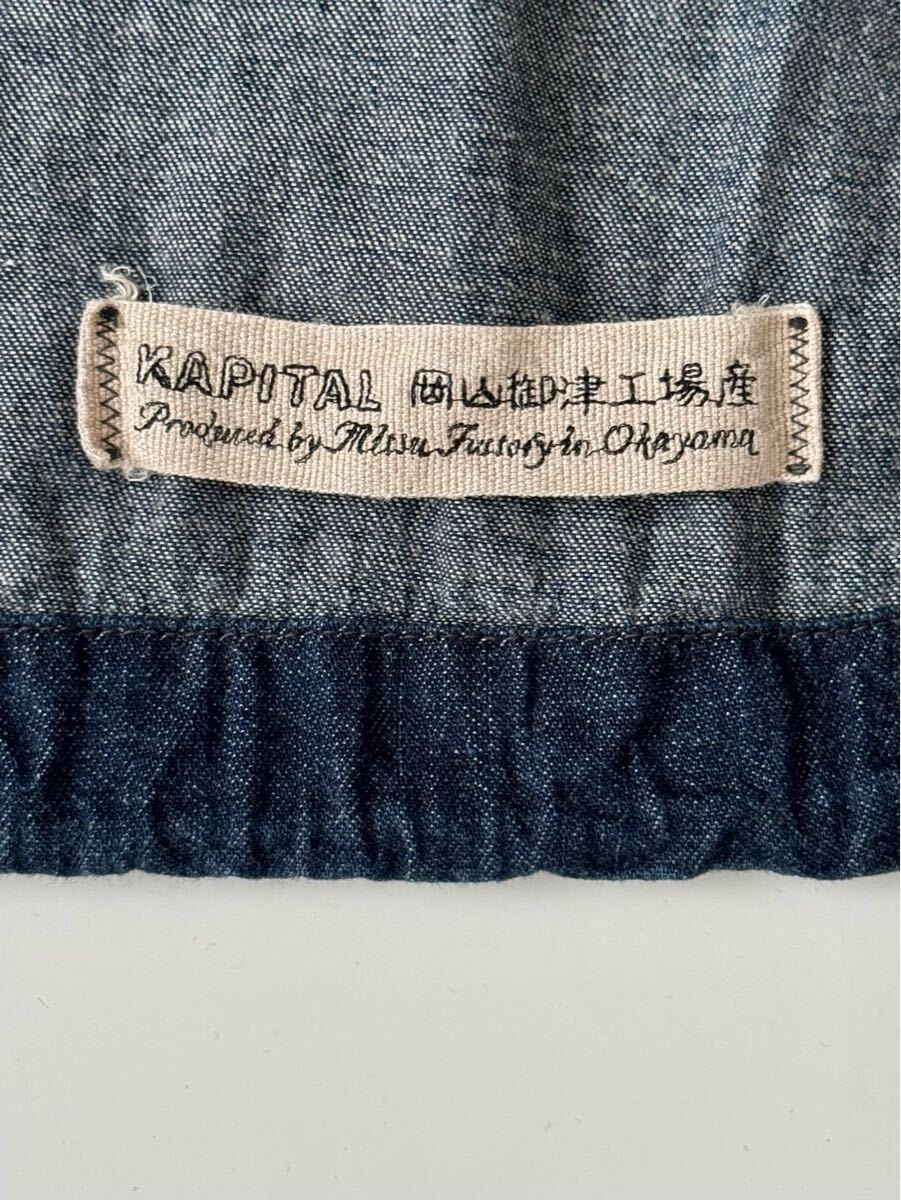 KAPITAL 岡山御津工場産
Produced by Mitsu Factory in Okayama